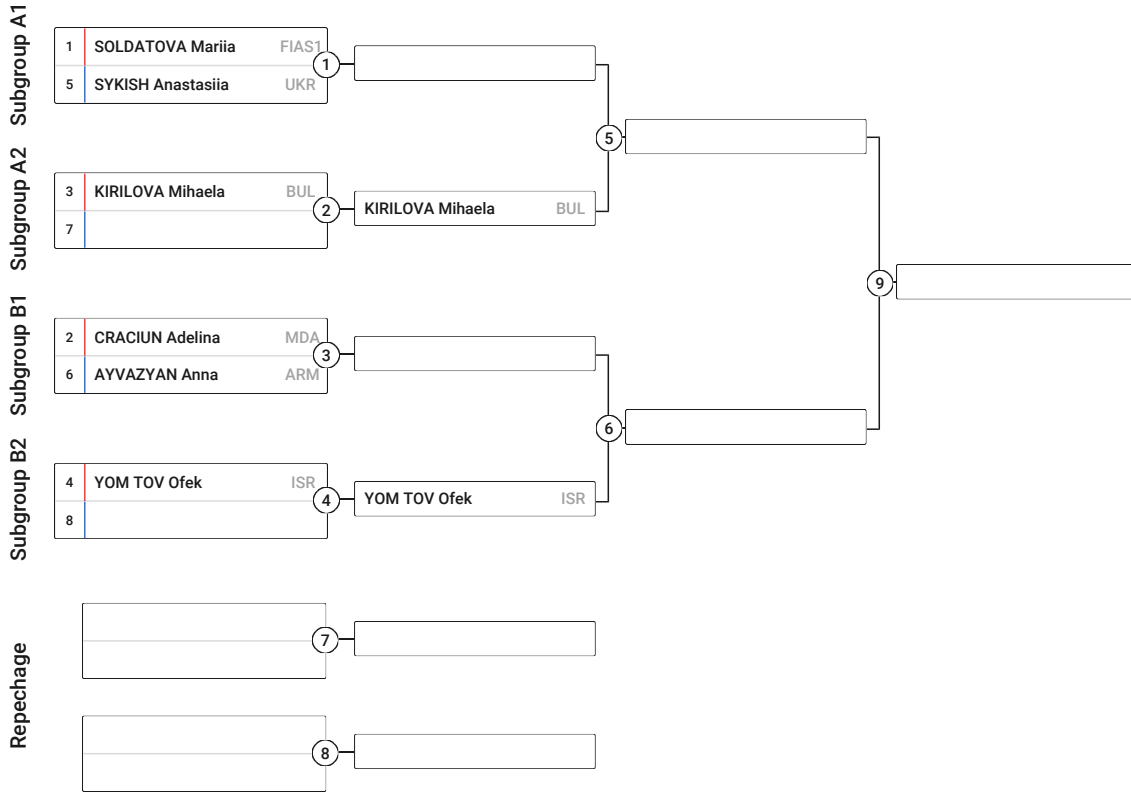 Subgroup A1
1 SOLDATOVA Mariia FIAS1
5 SYKISH Anastasiia UKR
1
5
Subgroup A2
3 KIRILOVA Mihaela BUL
7
2
KIRILOVA Mihaela BUL
9
Subgroup B1
2 CRACIUN Adelina MDA
6 AYVAZYAN Anna ARM
3
6
Subgroup B2
4 YOM TOV Ofek ISR
8
4
YOM TOV Ofek ISR
Repechage
7
8